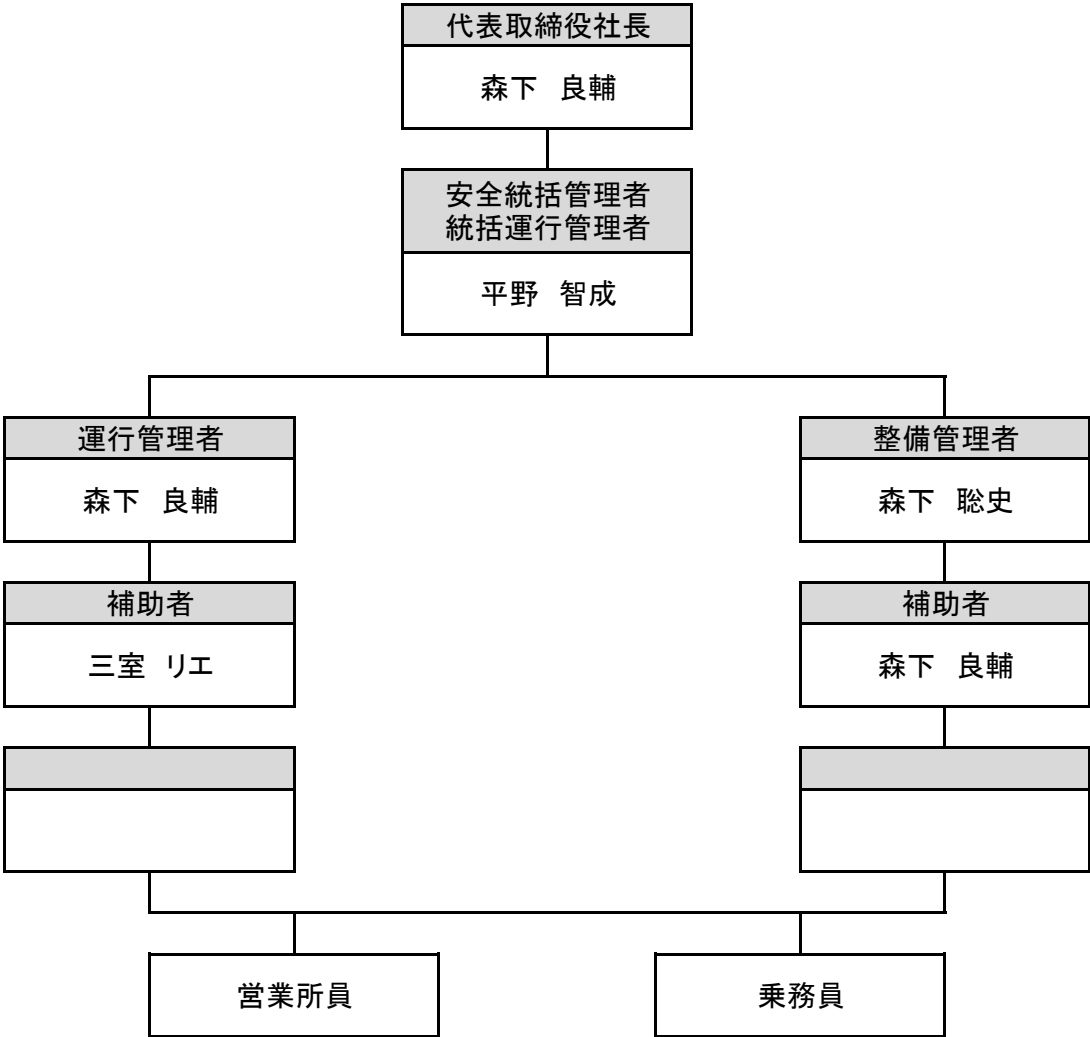 代表取締役社長
森下　良輔
安全統括管理者
統括運行管理者
平野　智成
運行管理者
整備管理者
森下　良輔
森下　聡史
補助者
補助者
三室　リエ
森下　良輔
営業所員
乗務員